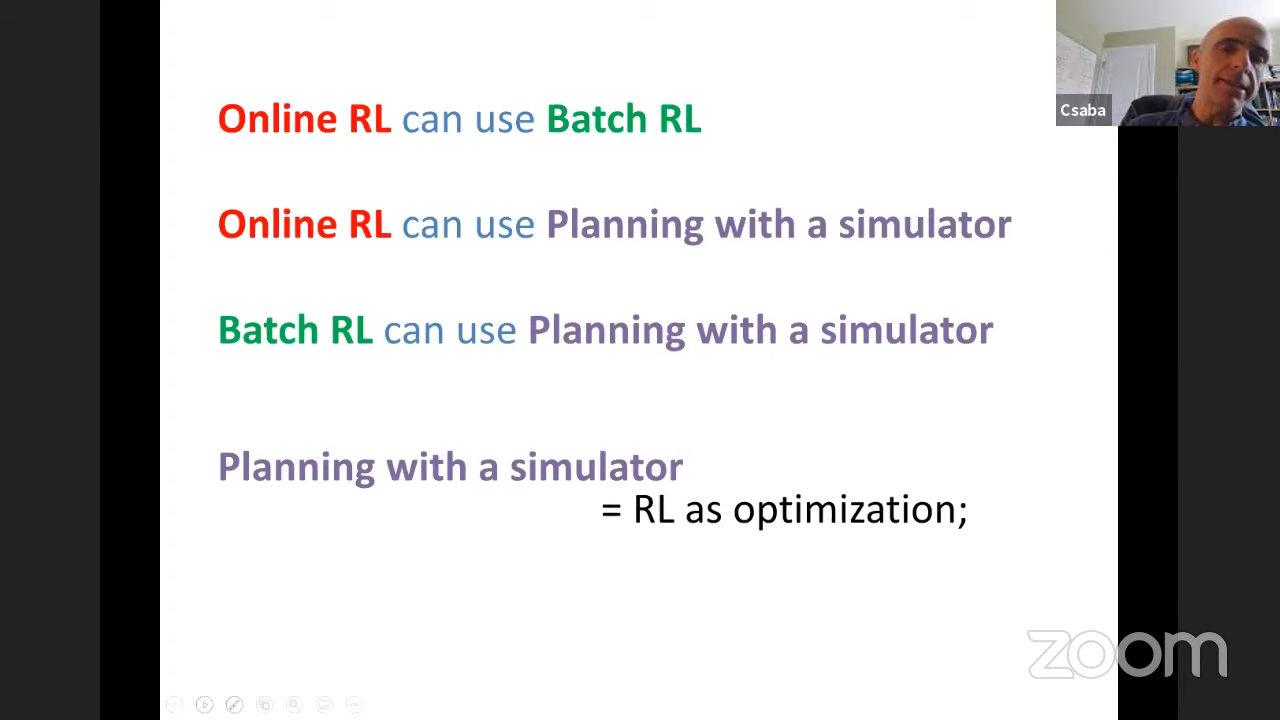 Online RL can use Batch RL
Csaba
Online RL can use Planning with a simulator
Batch RL can use Planning with a simulator
Planning with a simulator
= RL as optimization;
zoom